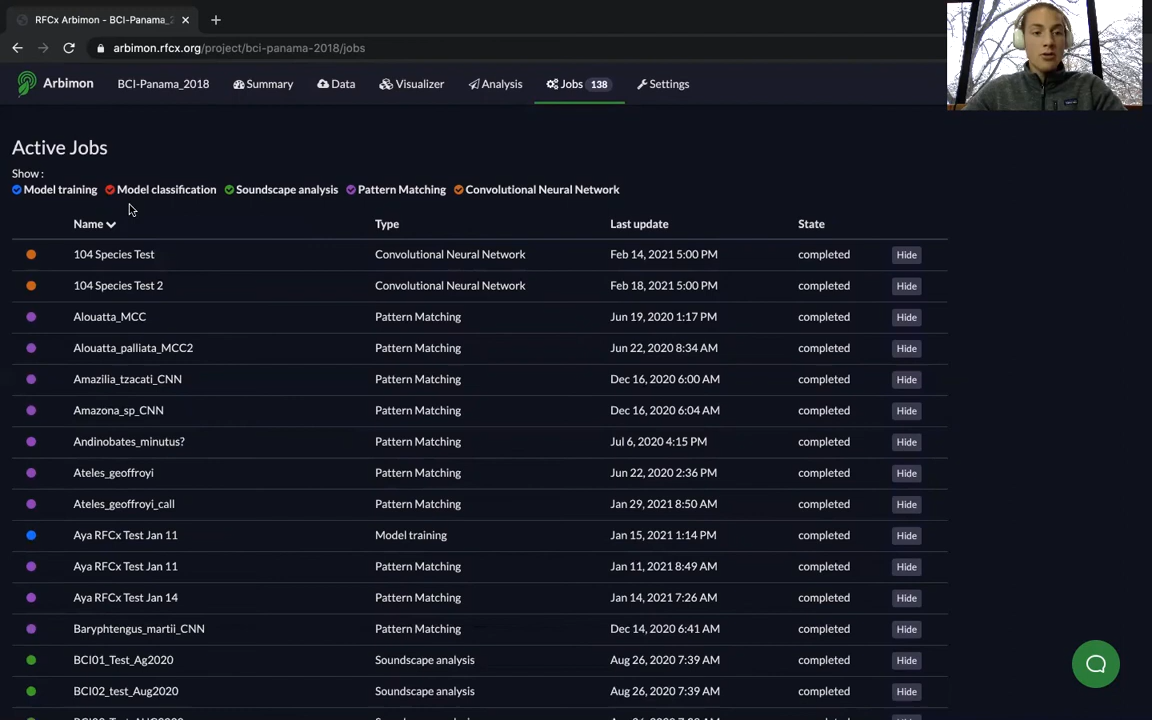 RFCx Arbimon - BCI-Panama_2
arbimon.rfcx.org/project/bci-panama-2018/jobs
Arbimon BCI-Panama_2018 Summary Data Visualizer Analysis Jobs 138 Settings
Active Jobs
Show :
Model training Model classification Soundscape analysis Pattern Matching Convolutional Neural Network
Name Type Last update State
104 Species Test Convolutional Neural Network Feb 14, 2021 5:00 PM completed Hide
104 Species Test 2 Convolutional Neural Network Feb 18, 2021 5:00 PM completed Hide
Alouatta_MCC Pattern Matching Jun 19, 2020 1:17 PM completed Hide
Alouatta_palliata_MCC2 Pattern Matching Jun 22, 2020 8:34 AM completed Hide
Amazilia_tzacati_CNN Pattern Matching Dec 16, 2020 6:00 AM completed Hide
Amazona_sp_CNN Pattern Matching Dec 16, 2020 6:04 AM completed Hide
Andinobates_minutus? Pattern Matching Jul 6, 2020 4:15 PM completed Hide
Ateles_geoffroyi Pattern Matching Jun 22, 2020 2:36 PM completed Hide
Ateles_geoffroyi_call Pattern Matching Jan 29, 2021 8:50 AM completed Hide
Aya RFCx Test Jan 11 Model training Jan 15, 2021 1:14 PM completed Hide
Aya RFCx Test Jan 11 Pattern Matching Jan 11, 2021 8:49 AM completed Hide
Aya RFCx Test Jan 14 Pattern Matching Jan 14, 2021 7:26 AM completed Hide
Baryphtengus_martii_CNN Pattern Matching Dec 14, 2020 6:41 AM completed Hide
BCI01_Test_Ag2020 Soundscape analysis Aug 26, 2020 7:39 AM completed Hide
BCI02_test_Aug2020 Soundscape analysis Aug 26, 2020 7:39 AM completed Hide